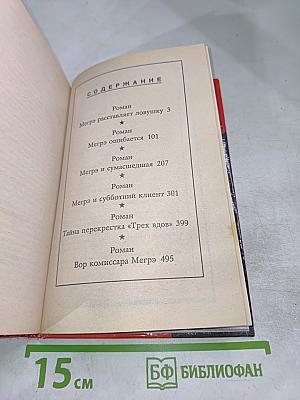 СОДЕРЖАНИЕ
Роман
Мегрэ расставляет ловушку 3
★
Роман
Мегрэ ошибается 101
★
Роман
Мегрэ и сумасшедшая 207
★
Роман
Мегрэ и субботний клиент 301
★
Роман
Тайна перекрестка «Трех вдов» 399
★
Роман
Вор комиссара Мегрэ 495
15 см
БФ БИБЛИОФАН